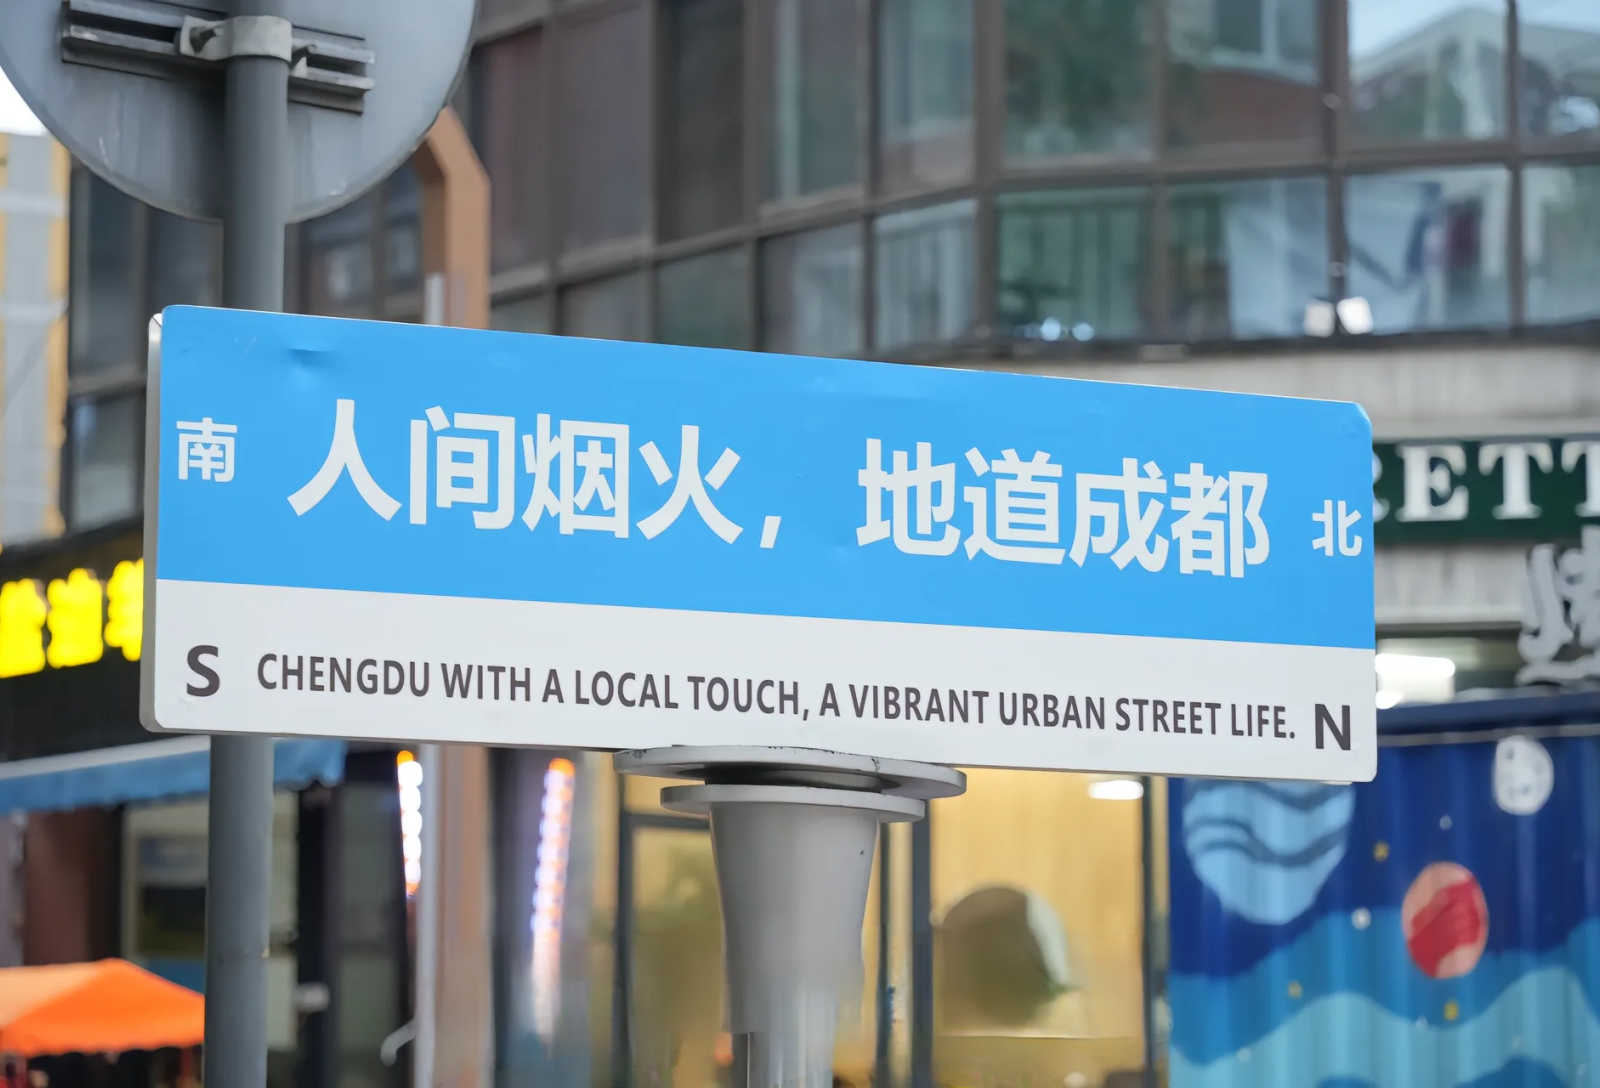 南 人间烟火，地道成都 北
S CHENGDU WITH A LOCAL TOUCH, A VIBRANT URBAN STREET LIFE. N
RETT